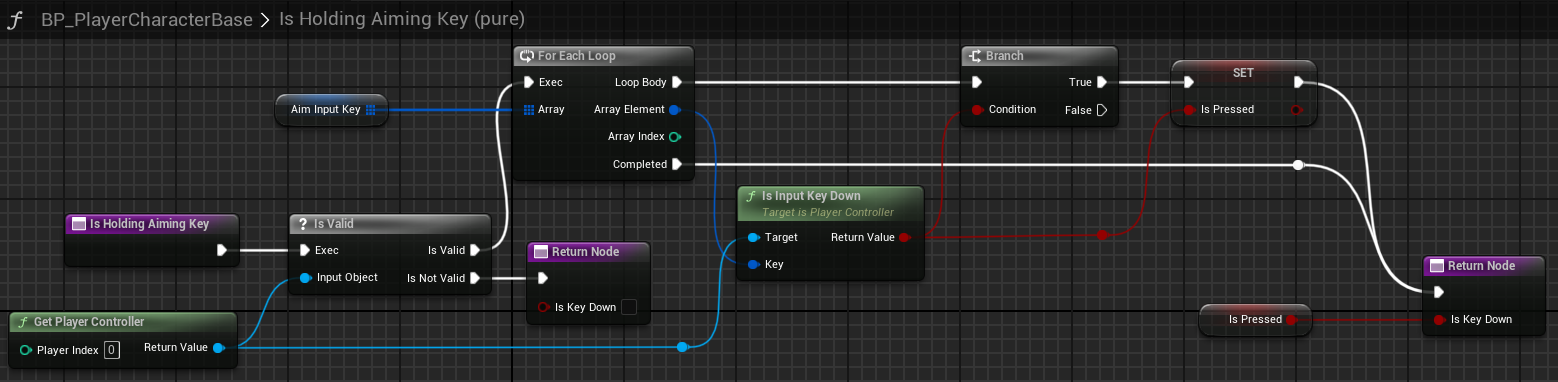 BP_PlayerCharacterBase > Is Holding Aiming Key (pure)
For Each Loop
Exec
Loop Body
Array
Array Element
Array Index
Completed
Aim Input Key
Branch
True
Condition
False
SET
Is Pressed
Is Input Key Down
Target is Player Controller
Target
Return Value
Key
Is Holding Aiming Key
? Is Valid
Exec
Is Valid
Input Object
Is Not Valid
Return Node
Is Key Down
f Get Player Controller
Player Index 0
Return Value
Is Pressed
Return Node
Is Key Down